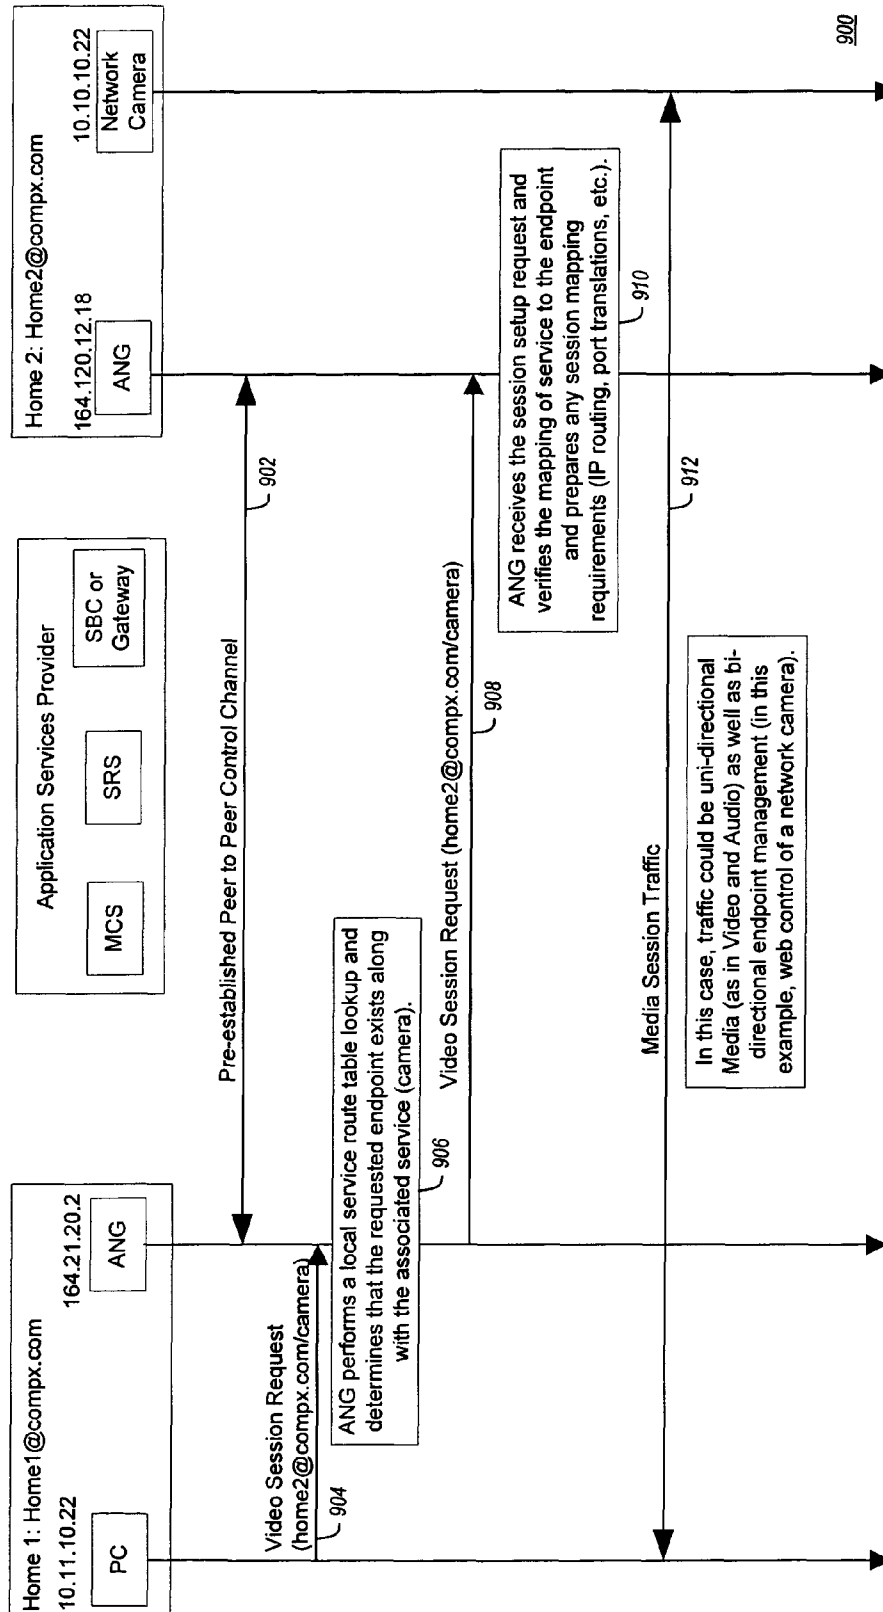 Home 1: Home1@compx.com
10.11.10.22
164.21.20.2
PC
ANG
Application Services Provider
MCS
SRS
SBC or
Gateway
Home 2: Home2@compx.com
164.120.12.18
10.10.10.22
ANG
Network
Camera
Pre-established Peer to Peer Control Channel
902
Video Session Request
(home2@compx.com/camera)
904
ANG performs a local service route table lookup and
determines that the requested endpoint exists along
with the associated service (camera).
906
Video Session Request (home2@compx.com/camera)
908
ANG receives the session setup request and
verifies the mapping of service to the endpoint
and prepares any session mapping
requirements (IP routing, port translations, etc.).
910
Media Session Traffic
912
In this case, traffic could be uni-directional
Media (as in Video and Audio) as well as bi-
directional endpoint management (in this
example, web control of a network camera).
900